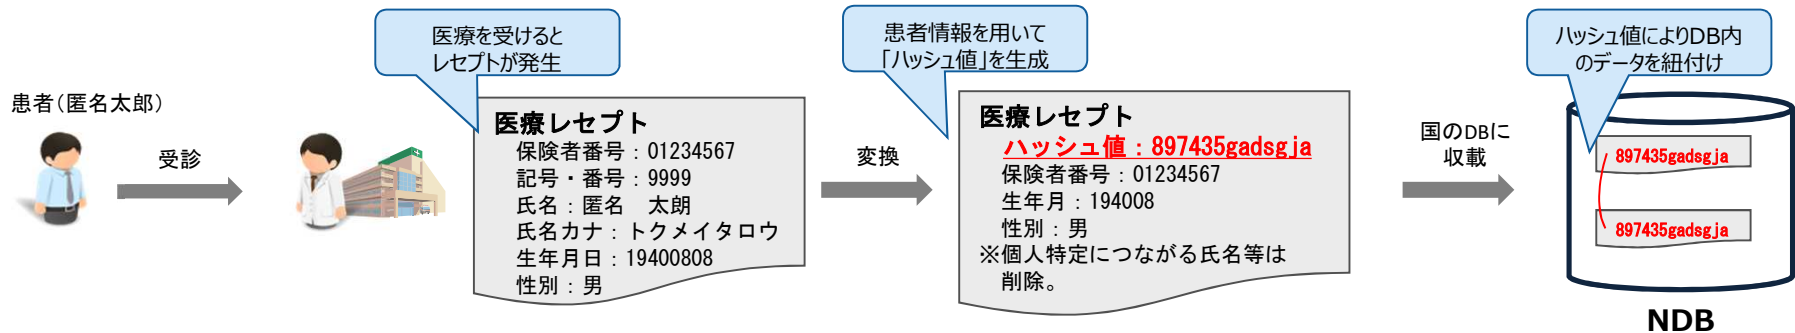 患者（匿名太郎）
受診
医療を受けると
レセプトが発生
医療レセプト
保険者番号：01234567
記号・番号：9999
氏名：匿名　太朗
氏名カナ：トクメイタロウ
生年月日：19400808
性別：男
変換
患者情報を用いて
「ハッシュ値」を生成
医療レセプト
ハッシュ値：897435gadsgja
保険者番号：01234567
生年月：194008
性別：男
※個人特定につながる氏名等は
削除。
国のDBに
収載
ハッシュ値によりDB内
のデータを紐付け
897435gadsgja
897435gadsgja
NDB